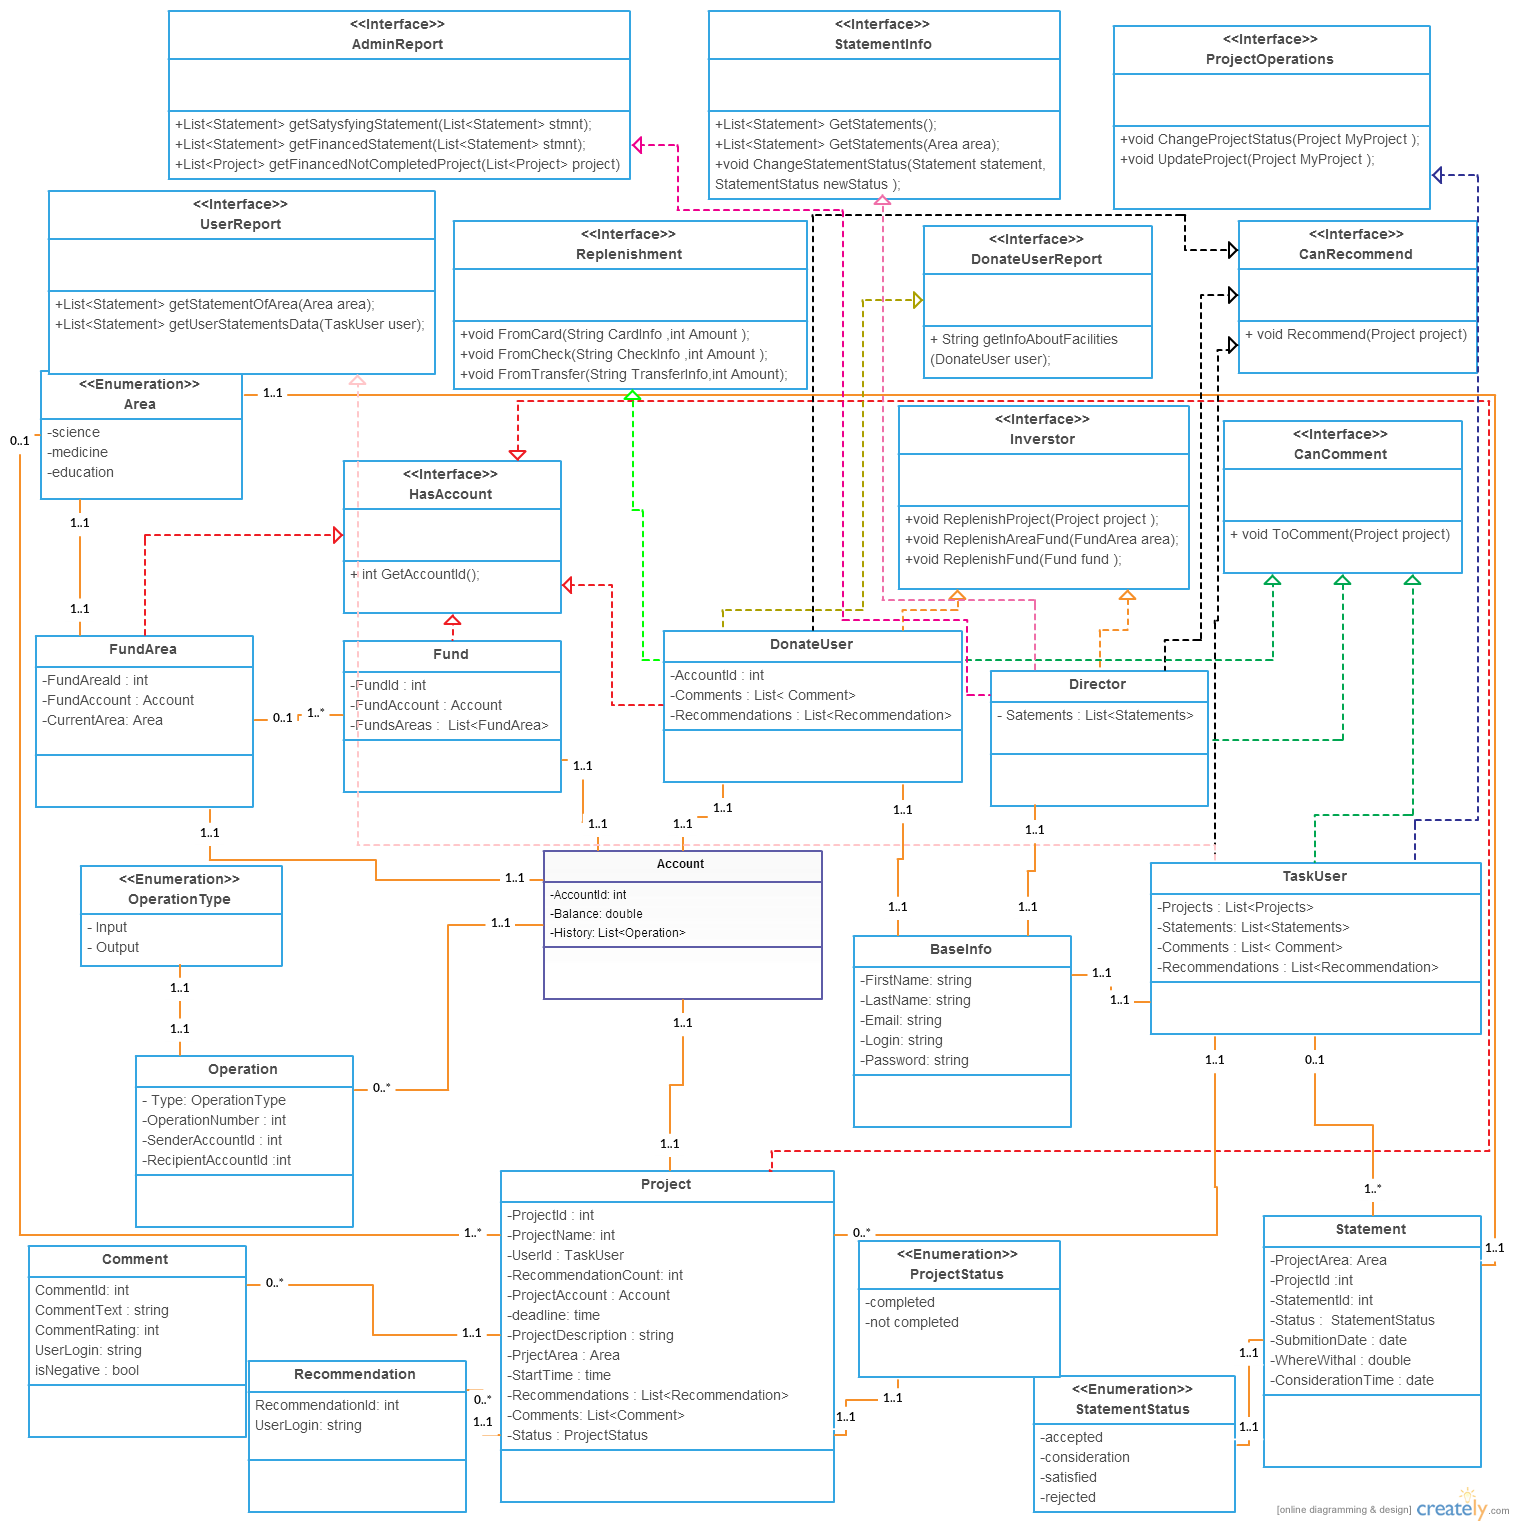 <<Interface>>
AdminReport
+List<Statement> getSatysfyingStatement(List<Statement> stmnt);
+List<Statement> getFinancedStatement(List<Statement> stmnt);
+List<Project> getFinancedNotCompletedProject(List<Project> project)
<<Interface>>
StatementInfo
+List<Statement> GetStatements();
+List<Statement> GetStatements(Area area);
+void ChangeStatementStatus(Statement statement,
StatementStatus newStatus );
<<Interface>>
ProjectOperations
+void ChangeProjectStatus(Project MyProject );
+void UpdateProject(Project MyProject );
<<Interface>>
UserReport
+List<Statement> getStatementOfArea(Area area);
+List<Statement> getUserStatementsData(TaskUser user);
<<Interface>>
Replenishment
+void FromCard(String CardInfo ,int Amount );
+void FromCheck(String CheckInfo ,int Amount );
+void FromTransfer(String TransferInfo,int Amount);
<<Interface>>
DonateUserReport
+ String getInfoAboutFacilities
(DonateUser user);
<<Interface>>
CanRecommend
+ void Recommend(Project project)
<<Enumeration>>
Area
-science
-medicine
-education
1..1
0..1
1..1
1..1
<<Interface>>
HasAccount
+ int GetAccountId();
<<Interface>>
Inverstor
+void ReplenishProject(Project project );
+void ReplenishAreaFund(FundArea area);
+void ReplenishFund(Fund fund );
<<Interface>>
CanComment
+ void ToComment(Project project)
FundArea
-FundAreaId : int
-FundAccount : Account
-CurrentArea: Area
0..1
1..*
Fund
-FundId : int
-FundAccount : Account
-FundsAreas :  List<FundArea>
DonateUser
-AccountId : int
-Comments : List< Comment>
-Recommendations : List<Recommendation>
Director
- Satements : List<Statements>
1..1
1..1
1..1
1..1
1..1
1..1
1..1
1..1
1..1
1..1
1..1
1..1
<<Enumeration>>
OperationType
- Input
- Output
1..1
1..1
Account
-AccountId: int
-Balance: double
-History: List<Operation>
BaseInfo
-FirstName: string
-LastName: string
-Email: string
-Login: string
-Password: string
1..1
1..1
TaskUser
-Projects : List<Projects>
-Statements: List<Statements>
-Comments : List< Comment>
-Recommendations : List<Recommendation>
Operation
- Type: OperationType
-OperationNumber : int
-SenderAccountId : int
-RecipientAccountId :int
0..*
1..1
1..1
1..1
0..1
1..*
1..*
0..*
1..1
Project
-ProjectId : int
-ProjectName: int
-UserId : TaskUser
-RecommendationCount: int
-ProjectAccount : Account
-deadline: time
-ProjectDescription : string
-PrjectArea : Area
-StartTime : time
-Recommendations : List<Recommendation>
-Comments: List<Comment>
-Status : ProjectStatus
Comment
CommentId: int
CommentText : string
CommentRating: int
UserLogin: string
isNegative : bool
0..*
1..1
Recommendation
RecommendationId: int
UserLogin: string
0..*
1..1
<<Enumeration>>
ProjectStatus
-completed
-not completed
1..1
1..1
Statement
-ProjectArea: Area
-ProjectId :int
-StatementId: int
-Status :  StatementStatus
-SubmitionDate : date
-WhereWithal : double
-ConsiderationTime : date
1..1
1..1
<<Enumeration>>
StatementStatus
-accepted
-consideration
-satisfied
-rejected
[online diagramming & design] creately.com